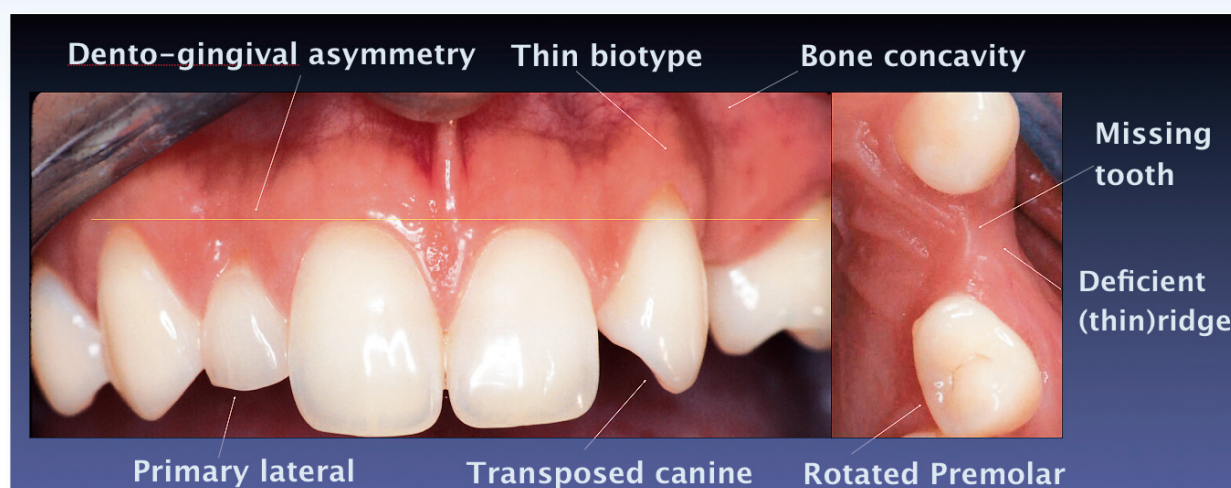 Dento-gingival asymmetry
Thin biotype
Bone concavity
Missing
tooth
Deficient
(thin)ridge
Primary lateral
Transposed canine
Rotated Premolar